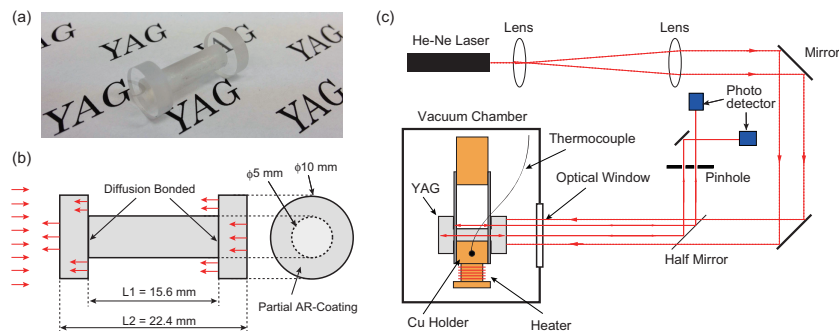 (a)
YAG
YAG
YAG
YAG
YAG
YAG
(b)
Diffusion Bonded
ϕ10 mm
ϕ5 mm
Partial AR-Coating
L1 = 15.6 mm
L2 = 22.4 mm
(c)
He-Ne Laser
Lens
Lens
Mirror
Photo
detector
Vacuum Chamber
Thermocouple
YAG
Optical Window
Pinhole
Half Mirror
Cu Holder
Heater